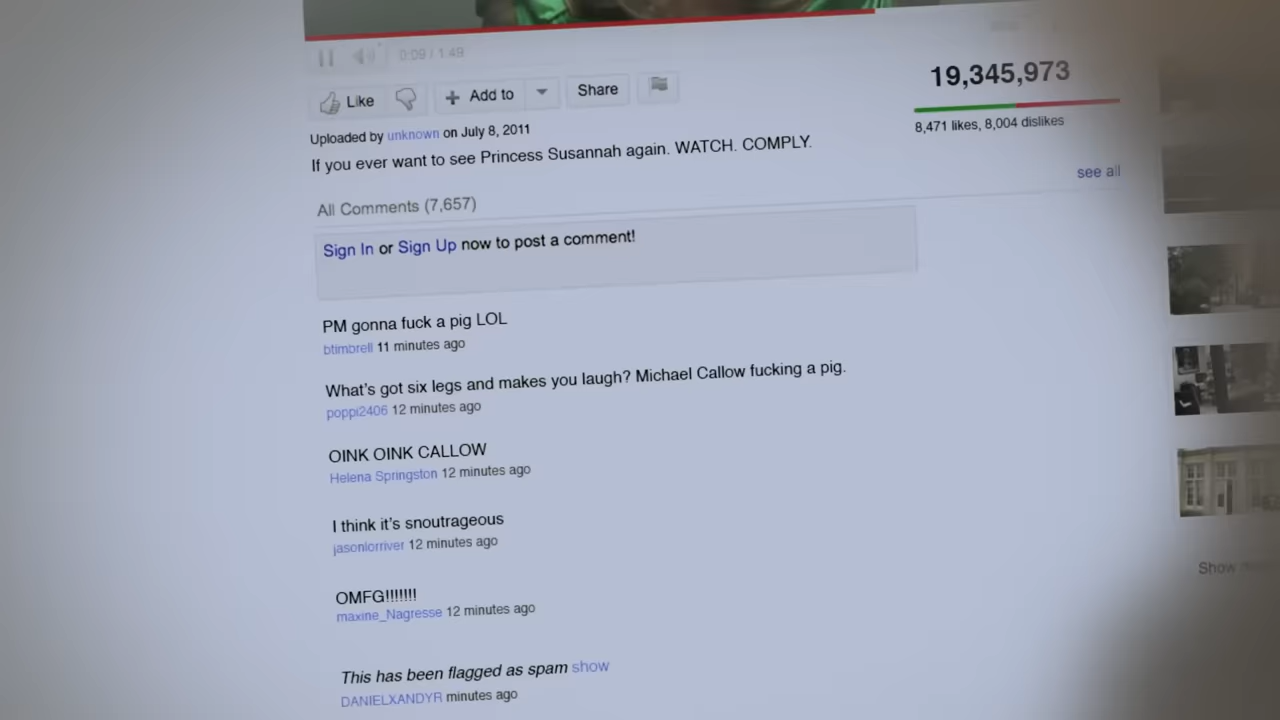 0:09 / 1:49
19,345,973
Like
+ Add to
Share
8,471 likes, 8,004 dislikes
Uploaded by unknown on July 8, 2011
If you ever want to see Princess Susannah again. WATCH. COMPLY.
see all
All Comments (7,657)
Sign In or Sign Up now to post a comment!
PM gonna fuck a pig LOL
btimbrell 11 minutes ago
What's got six legs and makes you laugh? Michael Callow fucking a pig.
poppi2406 12 minutes ago
OINK OINK CALLOW
Helena Springston 12 minutes ago
I think it's snoutrageous
jasonlorriver 12 minutes ago
OMFG!!!!!!!
maxine_Nagresse 12 minutes ago
Show
This has been flagged as spam show
DANIELXANDYR minutes ago